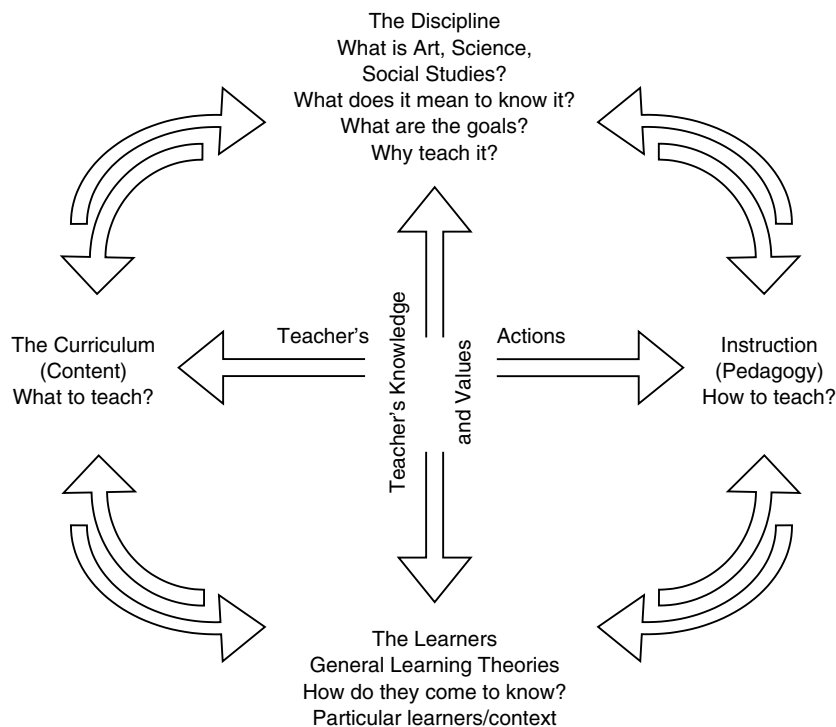 The Discipline
What is Art, Science,
Social Studies?
What does it mean to know it?
What are the goals?
Why teach it?
Teacher's Actions
Teacher's Knowledge
and Values
The Curriculum
(Content)
What to teach?
Instruction
(Pedagogy)
How to teach?
The Learners
General Learning Theories
How do they come to know?
Particular learners/context